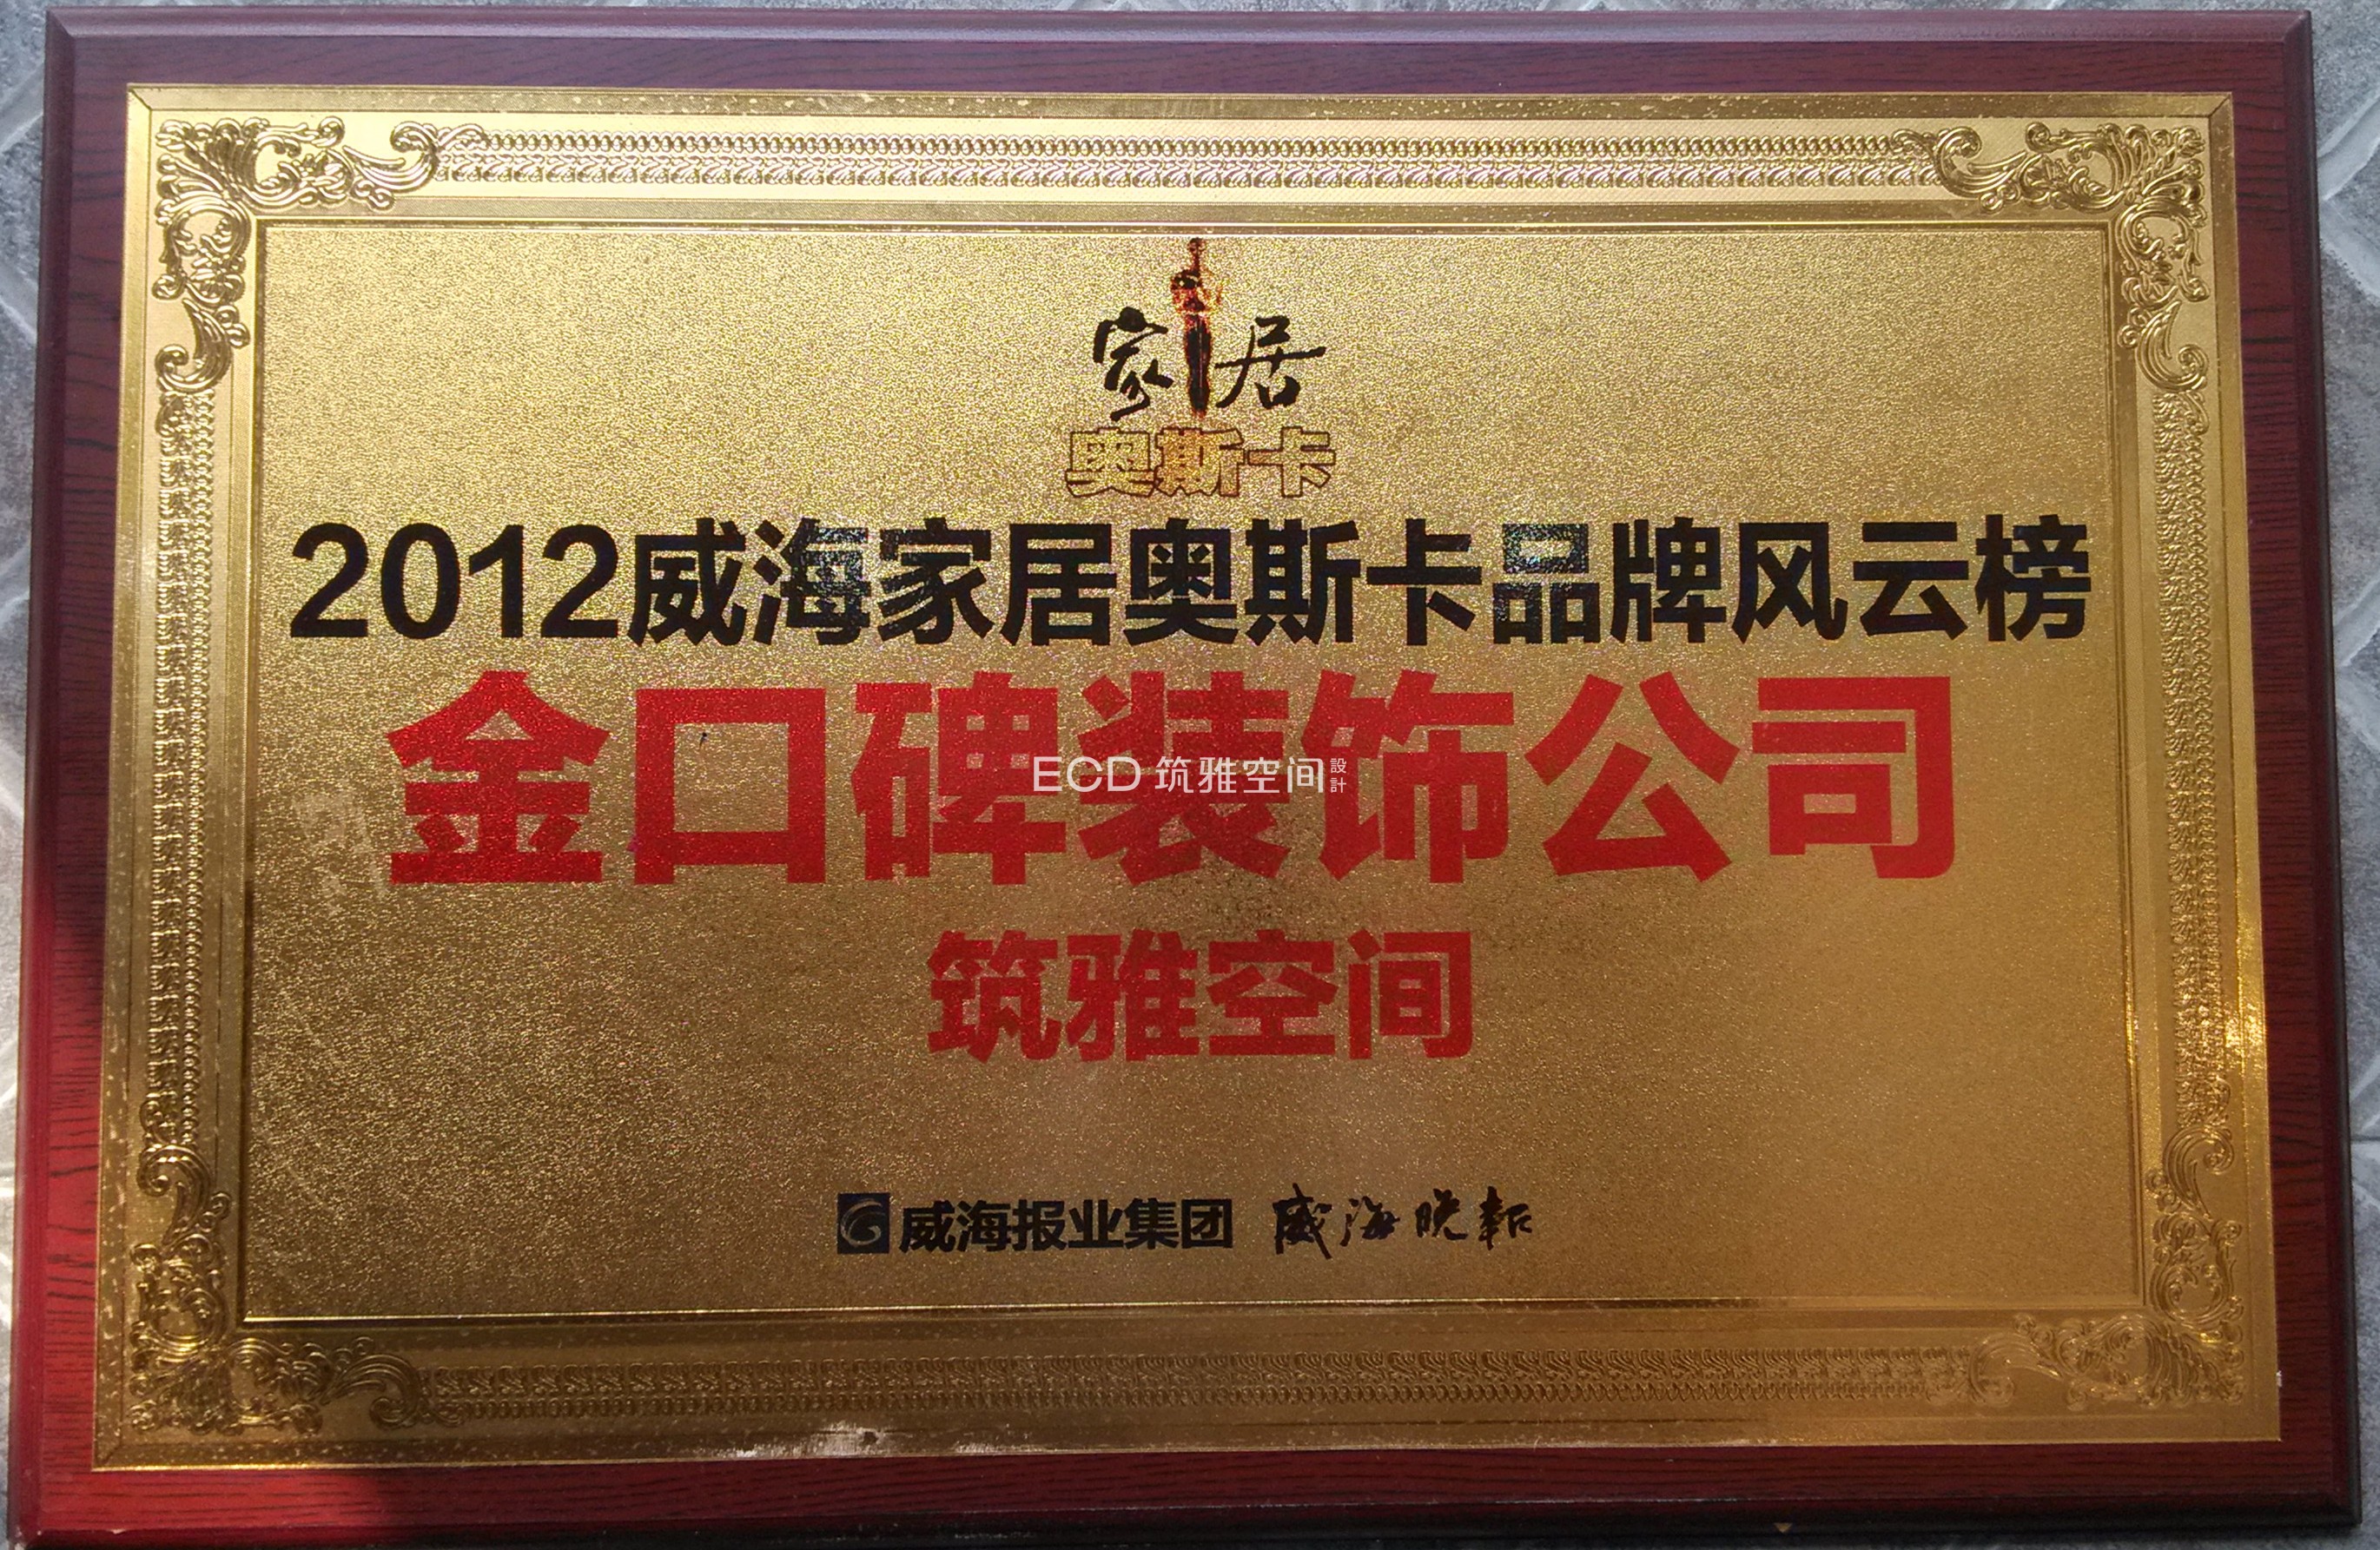 家居
奥斯卡
2012威海家居奥斯卡品牌风云榜
金口碑装饰公司
ECD 筑雅空间 設計
筑雅空间
威海报业集团 威海晚報